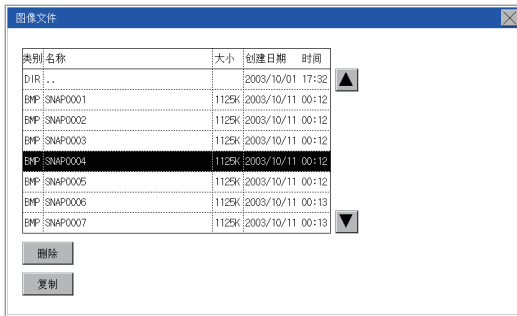 图像文件
类别 名称 大小 创建日期 时间
DIR .. 2003/10/01 17:32
BMP SNAP0001 1125K 2003/10/11 00:12
BMP SNAP0002 1125K 2003/10/11 00:12
BMP SNAP0003 1125K 2003/10/11 00:12
BMP SNAP0004 1125K 2003/10/11 00:12
BMP SNAP0005 1125K 2003/10/11 00:12
BMP SNAP0006 1125K 2003/10/11 00:13
BMP SNAP0007 1125K 2003/10/11 00:13
删除
复制